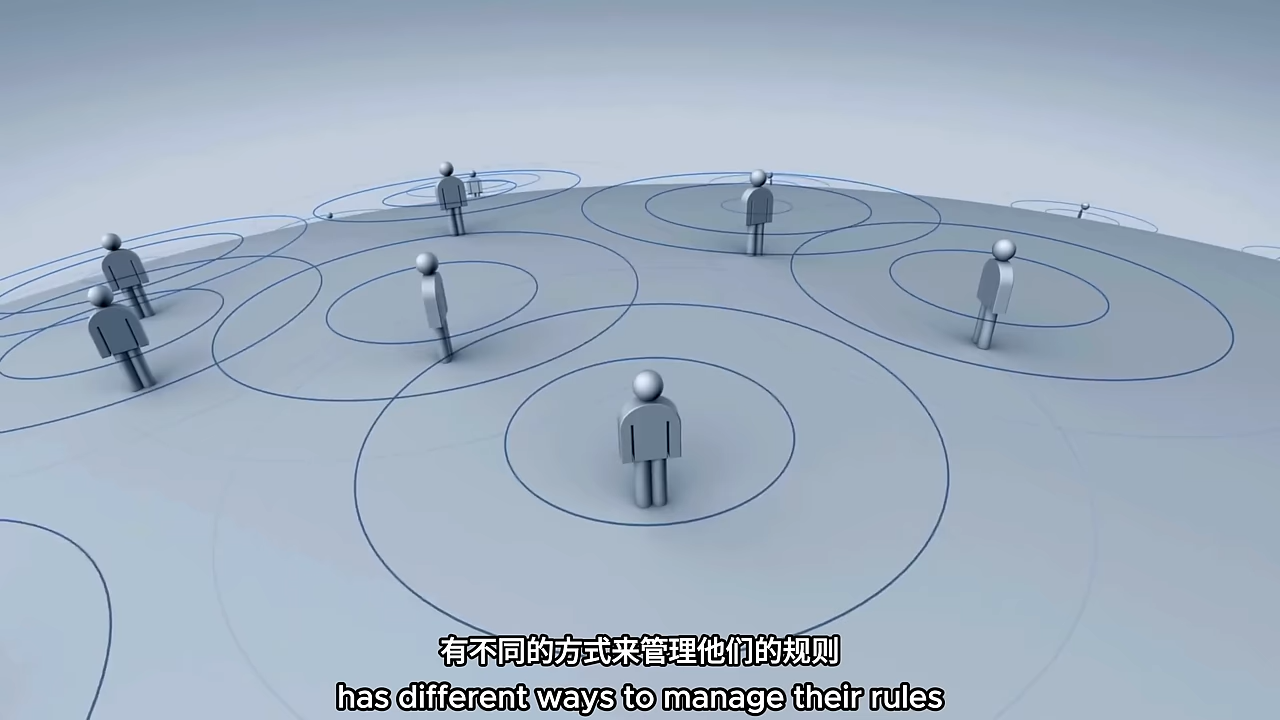 有不同的方式来管理他们的规则
has different ways to manage their rules